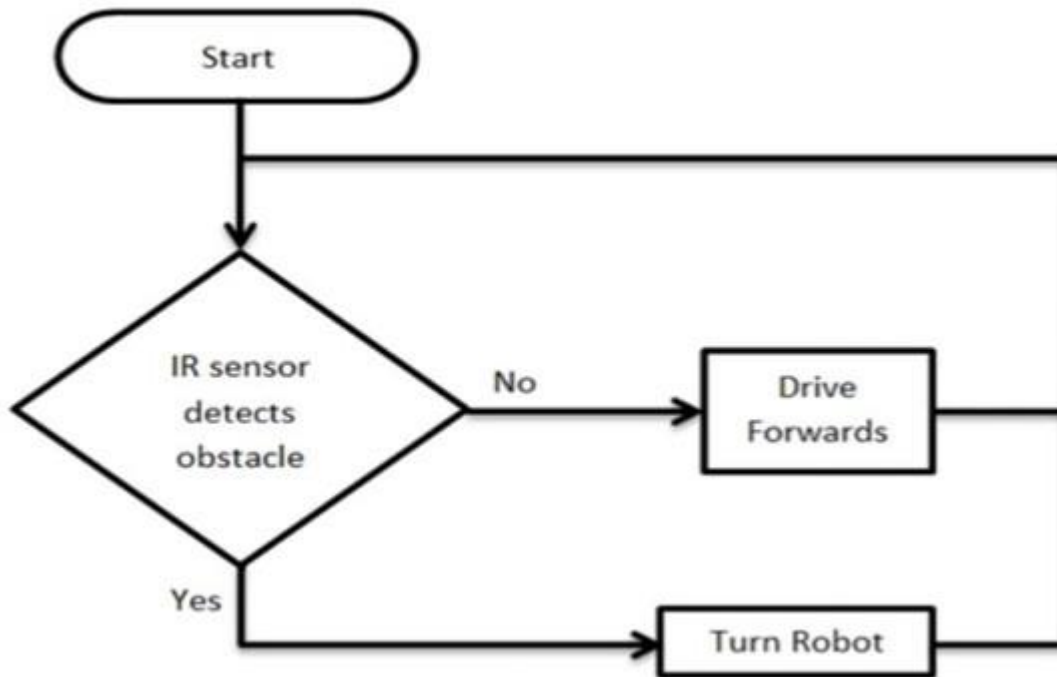 Start
IR sensor
detects
obstacle
No
Drive
Forwards
Yes
Turn Robot